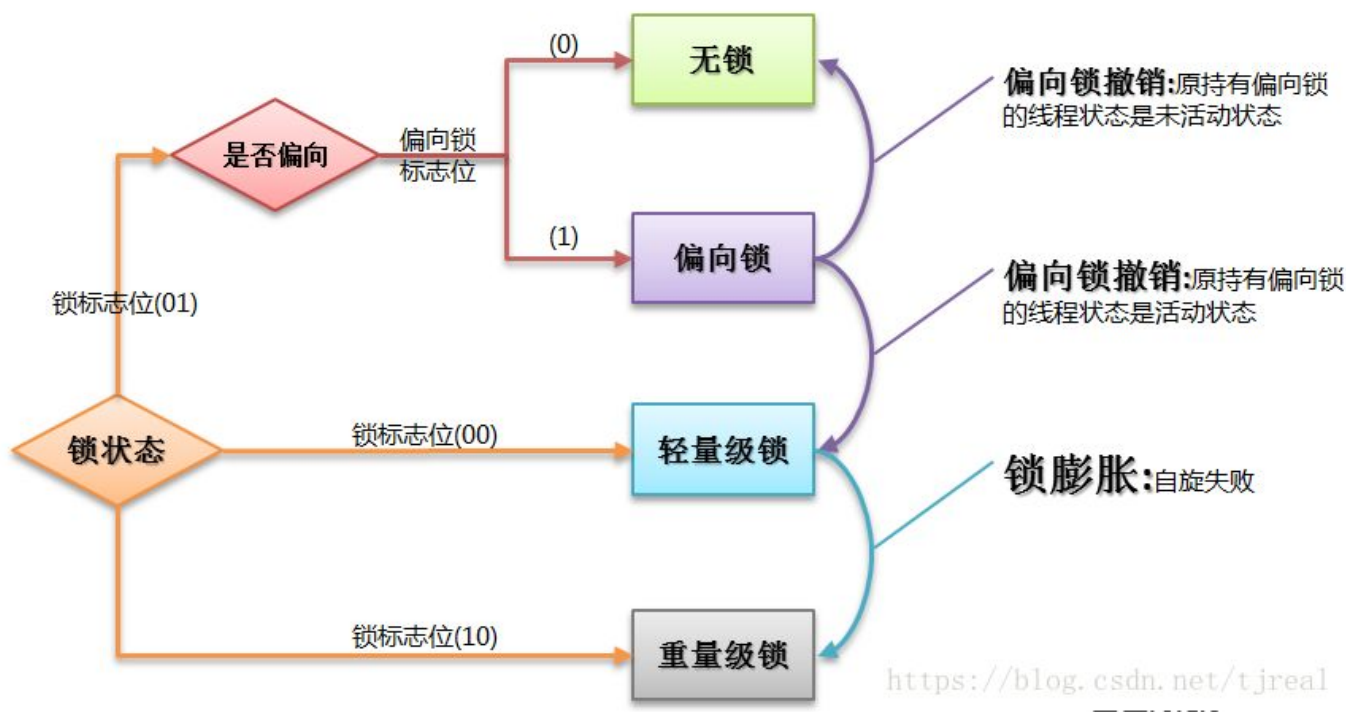 (0)
无锁
偏向锁撤销:原持有偏向锁
的线程状态是未活动状态
是否偏向
偏向锁
标志位
(1)
偏向锁
偏向锁撤销:原持有偏向锁
的线程状态是活动状态
锁标志位(01)
锁状态
锁标志位(00)
轻量级锁
锁膨胀:自旋失败
锁标志位(10)
重量级锁
https://blog.csdn.net/tjreal